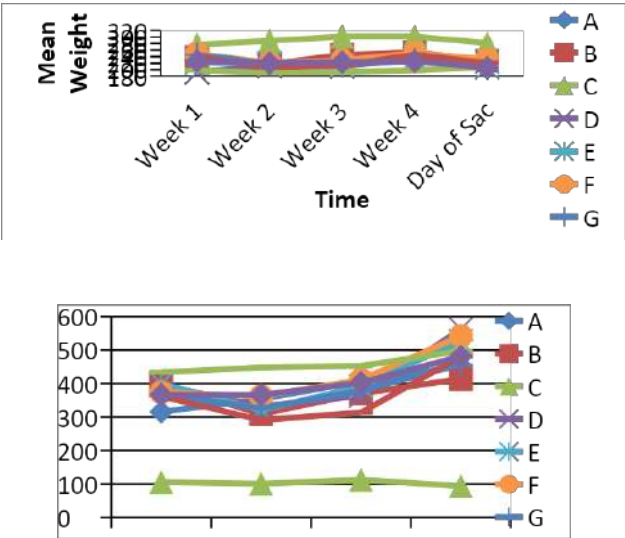 Mean
Weight
320
180
Week 1
Week 2
Week 3
Week 4
Day of Sac
Time
A
B
C
D
E
F
G
600
500
400
300
200
100
0
A
B
C
D
E
F
G